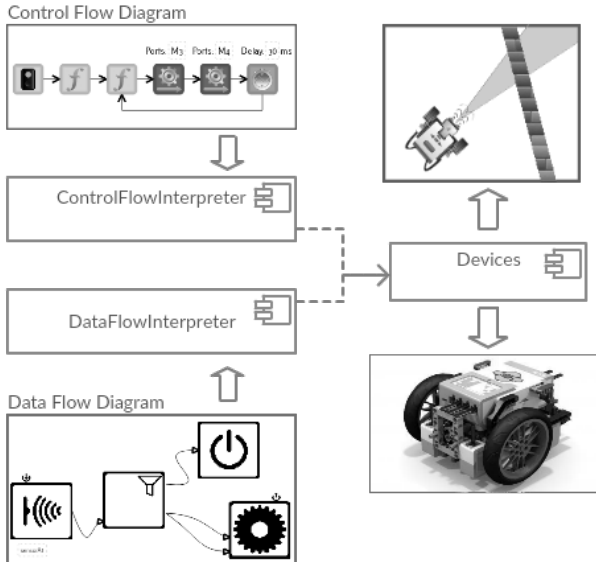 Control Flow Diagram
Ports: M3 Ports: M4 Delay: 30 ms
ControlFlowInterpreter
Devices
DataFlowInterpreter
Data Flow Diagram